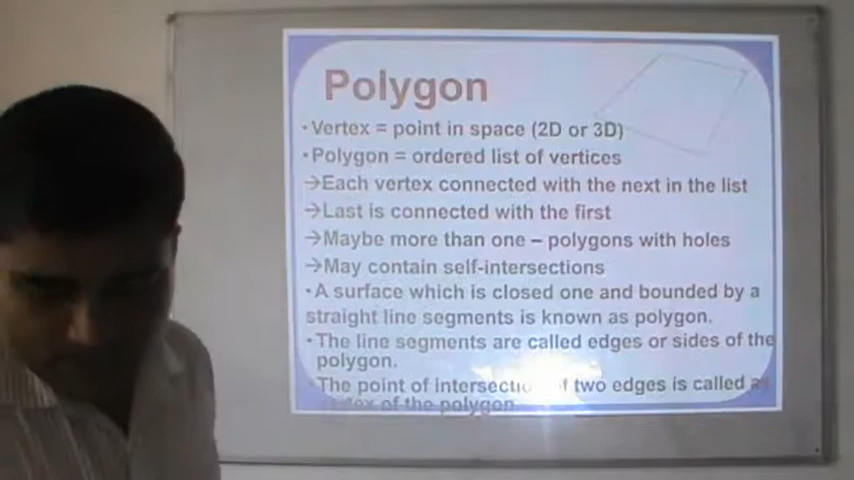 Polygon
•Vertex = point in space (2D or 3D)
•Polygon = ordered list of vertices
→Each vertex connected with the next in the list
→Last is connected with the first
→Maybe more than one – polygons with holes
→May contain self-intersections
•A surface which is closed one and bounded by a
straight line segments is known as polygon.
•The line segments are called edges or sides of the
polygon.
•The point of intersection of two edges is called
of the polygon.